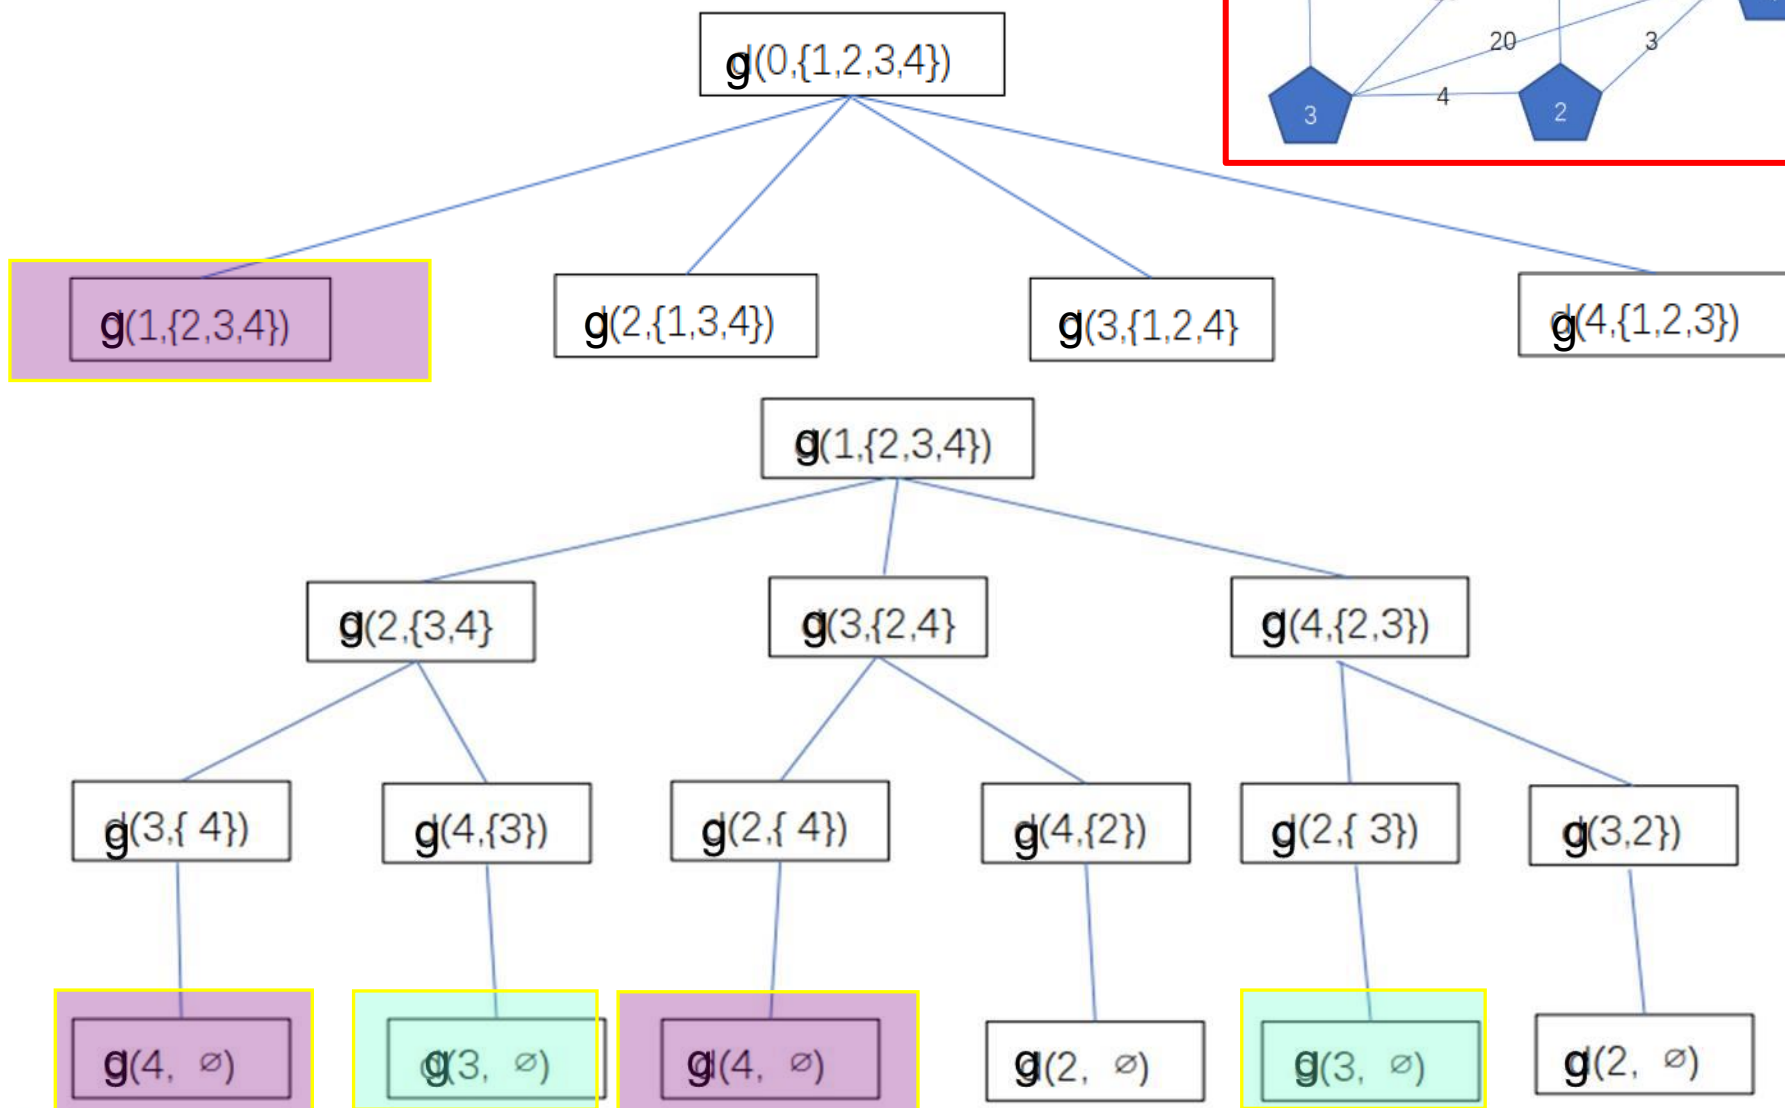 20
3
3
4
2
g(0,{1,2,3,4})
g(1,{2,3,4})
g(2,{1,3,4})
g(3,{1,2,4}
g(4,{1,2,3})
g(1,{2,3,4})
g(2,{3,4}
g(3,{2,4}
g(4,{2,3})
g(3,{ 4})
g(4,{3})
g(2,{ 4})
g(4,{2})
g(2,{ 3})
g(3,2})
g(4, ∅)
g(3, ∅)
g(4, ∅)
g(2, ∅)
g(3, ∅)
g(2, ∅)